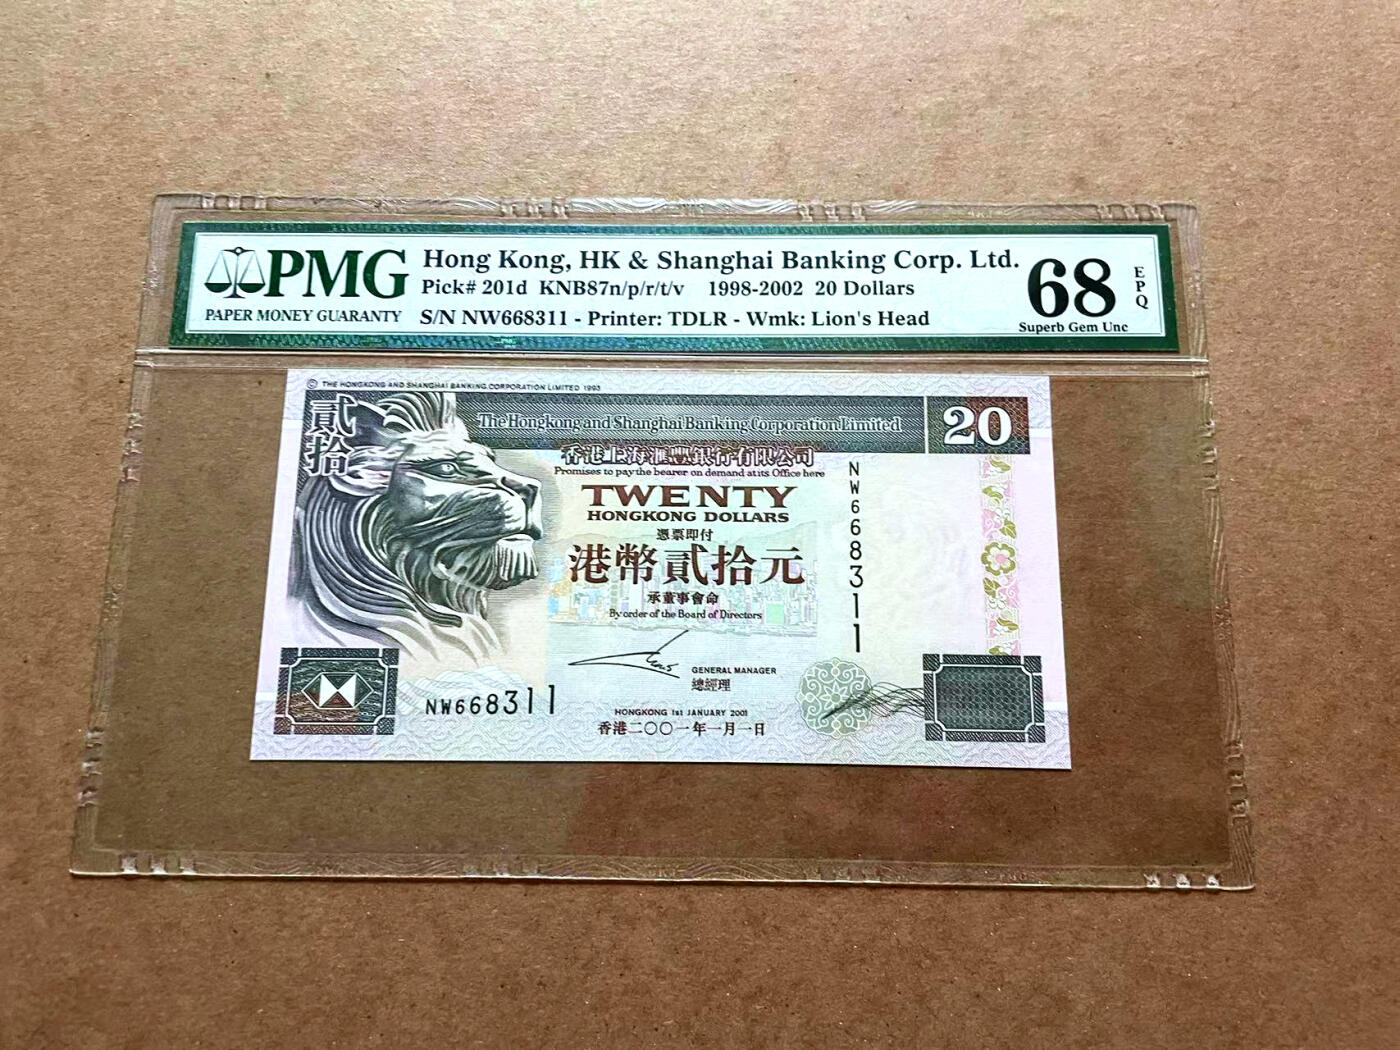 PMG
PAPER MONEY GUARANTY
Hong Kong, HK & Shanghai Banking Corp. Ltd.
Pick# 201d KNB87n/p/r/t/v 1998-2002 20 Dollars
S/N NW668311 - Printer: TDLR - Wmk: Lion's Head
68
EPQ
Superb Gem Unc
© THE HONGKONG AND SHANGHAI BANKING CORPORATION LIMITED 1993
貳拾
The Hongkong and Shanghai Banking Corporation Limited
20
香港上海滙豐銀行有限公司
Promises to pay the bearer on demand at its Office here
TWENTY
HONGKONG DOLLARS
憑票即付
港幣貳拾元
承董事會命
By order of the Board of Directors
NW668311
GENERAL MANAGER
總經理
NW668311
HONGKONG 1st JANUARY 2001
香港二〇〇一年一月一日